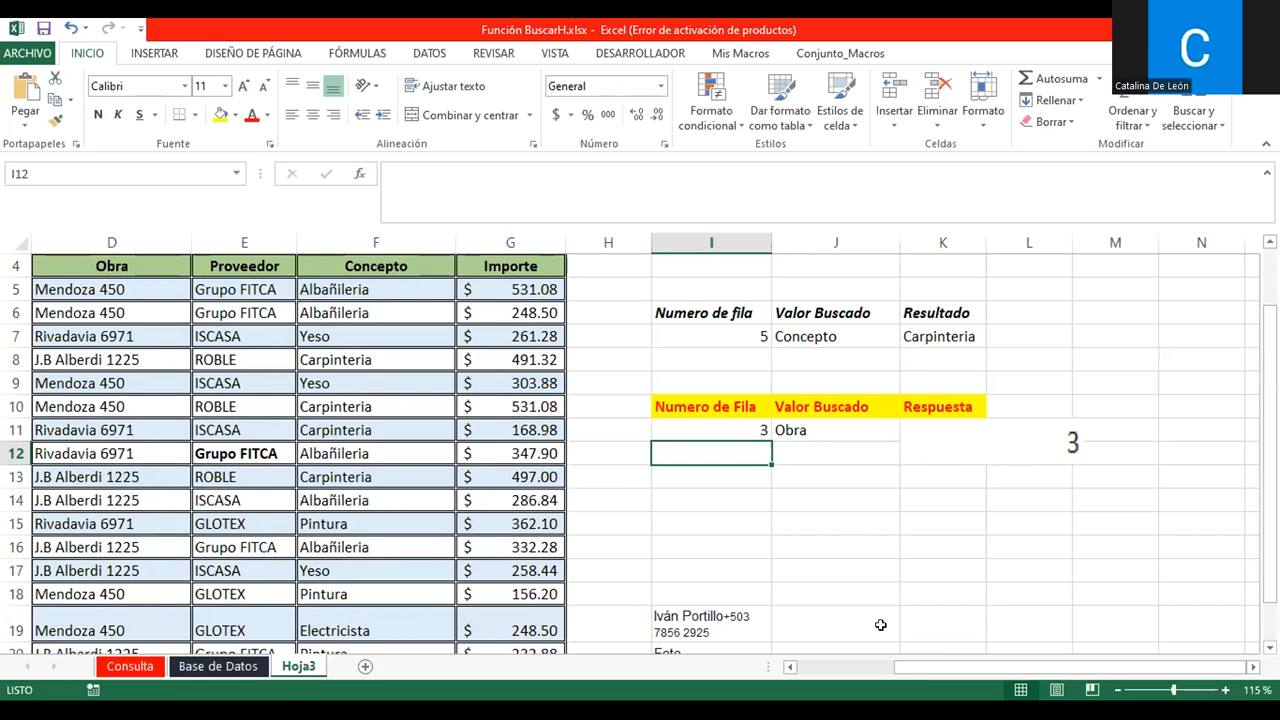 Función BuscarH.xlsx - Excel (Error de activación de productos)
C
Catalina De León
ARCHIVO INICIO INSERTAR DISEÑO DE PÁGINA FÓRMULAS DATOS REVISAR VISTA DESARROLLADOR Mis Macros Conjunto_Macros
Pegar
Calibri 11
N K S
Ajustar texto
Combinar y centrar
General
$ % 000
Formato condicional
Dar formato como tabla
Estilos de celda
Insertar Eliminar Formato
Autosuma
Rellenar
Borrar
Ordenar y filtrar
Buscar y seleccionar
Portapapeles Fuente Alineación Número Estilos Celdas Modificar
I12 fx
D E F G H I J K L M N
4 Obra Proveedor Concepto Importe
5 Mendoza 450 Grupo FITCA Albañileria $ 531.08
6 Mendoza 450 Grupo FITCA Albañileria $ 248.50 Numero de fila Valor Buscado Resultado
7 Rivadavia 6971 ISCASA Yeso $ 261.28 5 Concepto Carpinteria
8 J.B Alberdi 1225 ROBLE Carpinteria $ 491.32
9 Mendoza 450 ISCASA Yeso $ 303.88
10 Mendoza 450 ROBLE Carpinteria $ 531.08 Numero de Fila Valor Buscado Respuesta
11 Rivadavia 6971 ISCASA Carpinteria $ 168.98 3 Obra 3
12 Rivadavia 6971 Grupo FITCA Albañileria $ 347.90
13 J.B Alberdi 1225 ROBLE Carpinteria $ 497.00
14 J.B Alberdi 1225 ISCASA Albañileria $ 286.84
15 Rivadavia 6971 GLOTEX Pintura $ 362.10
16 J.B Alberdi 1225 Grupo FITCA Albañileria $ 332.28
17 J.B Alberdi 1225 ISCASA Yeso $ 258.44
18 Mendoza 450 GLOTEX Pintura $ 156.20
19 Mendoza 450 GLOTEX Electricista $ 248.50 Iván Portillo+503
7856 2925
Consulta Base de Datos Hoja3
LISTO 115 %